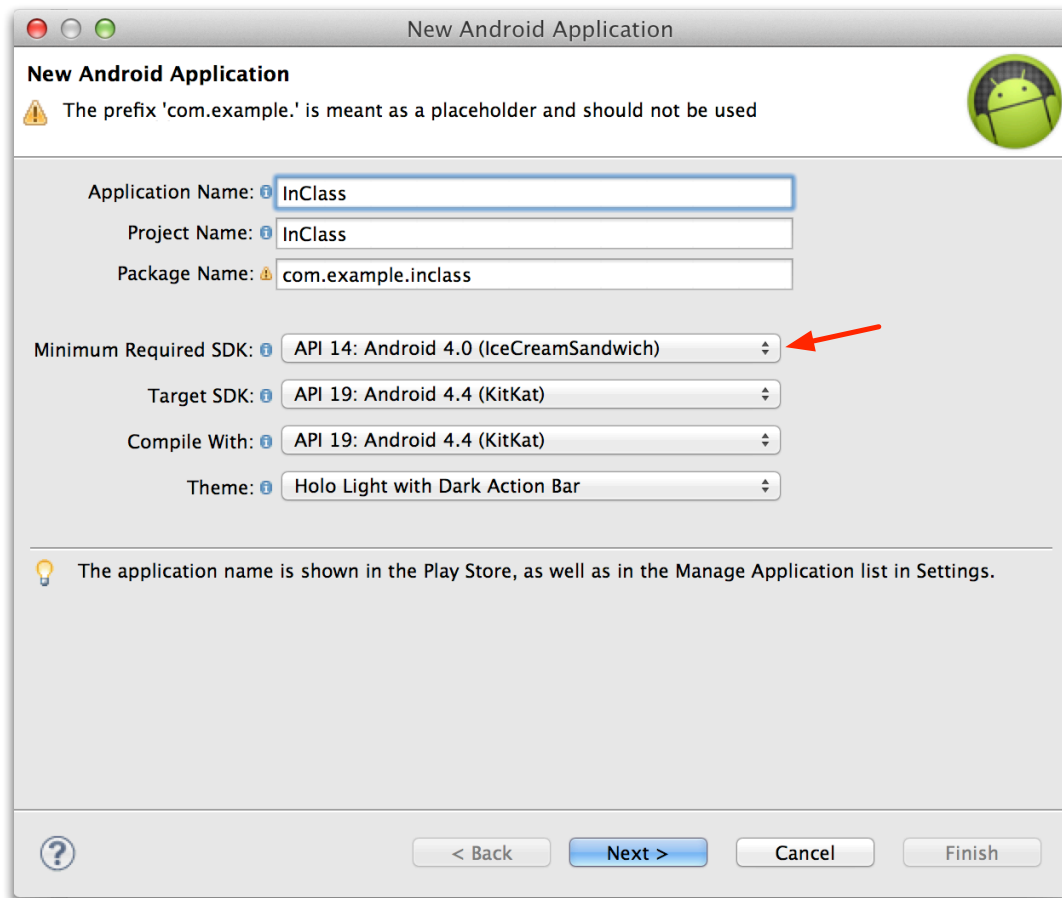 New Android Application
New Android Application
The prefix 'com.example.' is meant as a placeholder and should not be used
Application Name: InClass
Project Name: InClass
Package Name: com.example.inclass
Minimum Required SDK: API 14: Android 4.0 (IceCreamSandwich)
Target SDK: API 19: Android 4.4 (KitKat)
Compile With: API 19: Android 4.4 (KitKat)
Theme: Holo Light with Dark Action Bar
The application name is shown in the Play Store, as well as in the Manage Application list in Settings.
? < Back Next > Cancel Finish